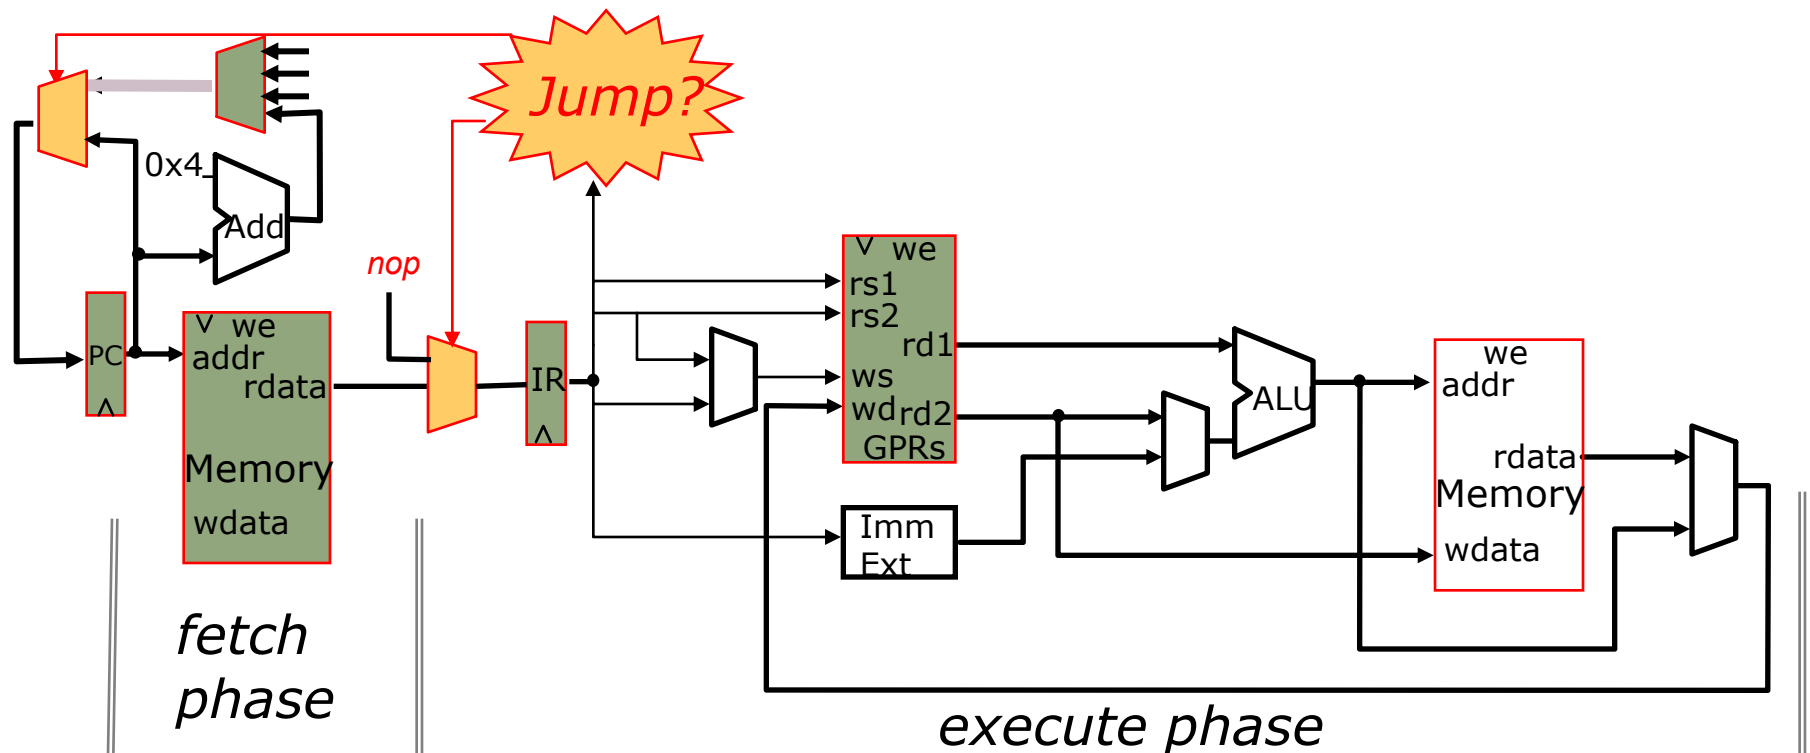 Jump?
0x4
Add
nop
PC
we
addr
rdata
Memory
wdata
IR
we
rs1
rs2
rd1
ws
wd rd2
GPRs
Imm
Ext
ALU
we
addr
rdata
Memory
wdata
fetch
phase
execute phase